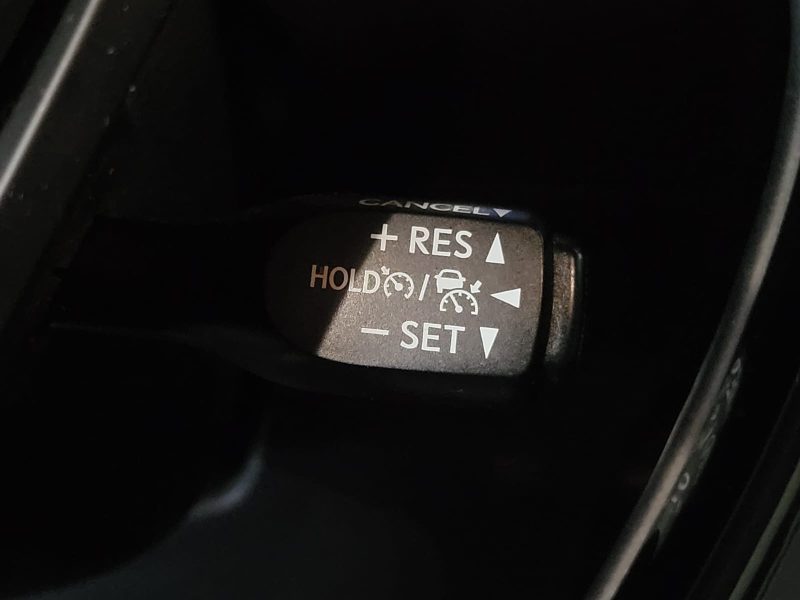 CANCEL▼
+ RES ▲
HOLD / ◀
− SET ▼